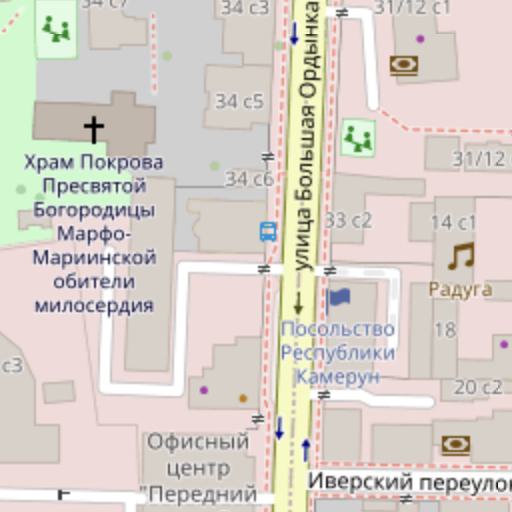 34 с7
34 с3
31/12 с1
34 с5
улица Большая Ордынка
31/12
Храм Покрова
Пресвятой
Богородицы
Марфо-
Мариинской
обители
милосердия
34 с6
33 с2
14 с1
Радуга
Посольство
Республики
Камерун
18
с3
20 с2
Офисный
центр
"Передний
Иверский переулок